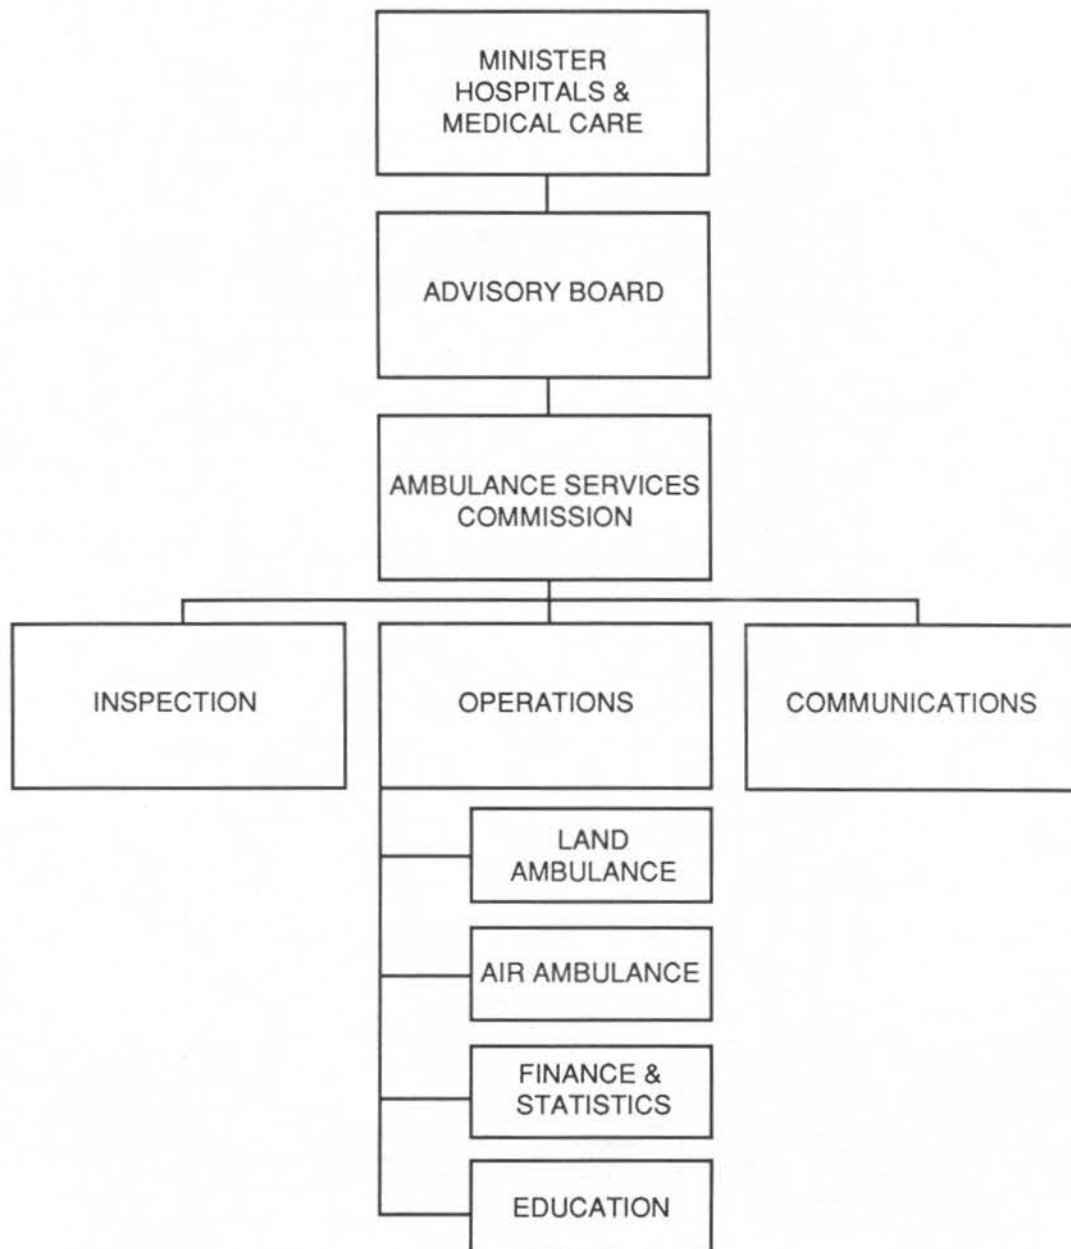 MINISTER
HOSPITALS &
MEDICAL CARE
ADVISORY BOARD
AMBULANCE SERVICES
COMMISSION
INSPECTION
OPERATIONS
COMMUNICATIONS
LAND
AMBULANCE
AIR AMBULANCE
FINANCE &
STATISTICS
EDUCATION